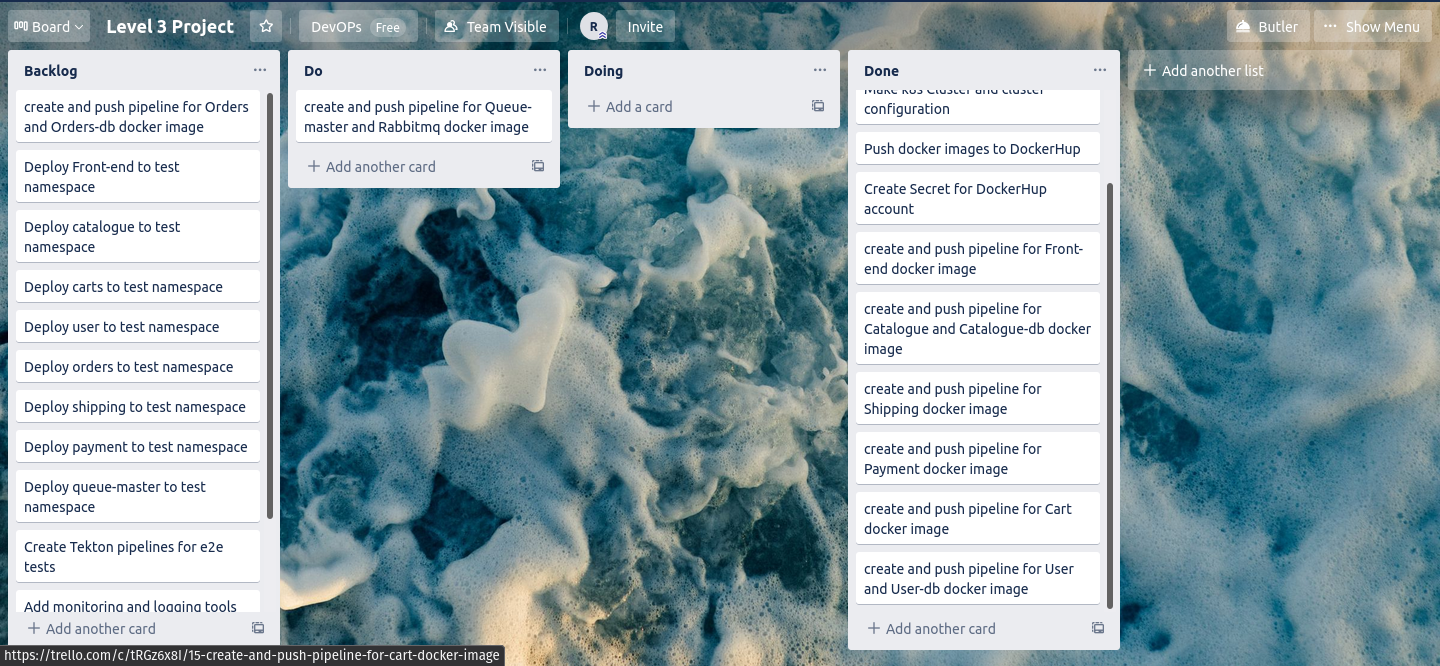 Board
Level 3 Project
DevOPs Free
Team Visible
R
Invite
Butler
Show Menu
Backlog
create and push pipeline for Orders
and Orders-db docker image
Deploy Front-end to test
namespace
Deploy catalogue to test
namespace
Deploy carts to test namespace
Deploy user to test namespace
Deploy orders to test namespace
Deploy shipping to test namespace
Deploy payment to test namespace
Deploy queue-master to test
namespace
Create Tekton pipelines for e2e
tests
Add monitoring and logging tools
+ Add another card
Do
create and push pipeline for Queue-
master and Rabbitmq docker image
+ Add another card
Doing
+ Add a card
Done
Make k8s Cluster and cluster
configuration
Push docker images to DockerHup
Create Secret for DockerHup
account
create and push pipeline for Front-
end docker image
create and push pipeline for
Catalogue and Catalogue-db docker
image
create and push pipeline for
Shipping docker image
create and push pipeline for
Payment docker image
create and push pipeline for Cart
docker image
create and push pipeline for User
and User-db docker image
+ Add another card
+ Add another list
https://trello.com/c/tRGz6x8I/15-create-and-push-pipeline-for-cart-docker-image